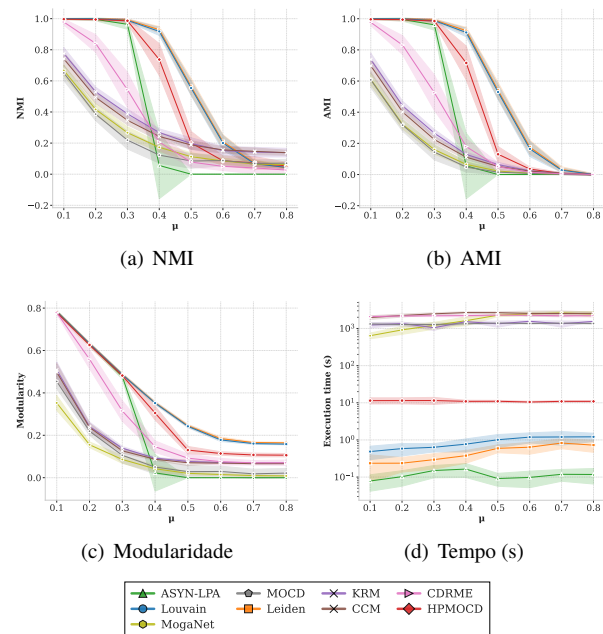 1.0
0.8
0.6
0.4
0.2
0.0
−0.2
NMI
0.1 0.2 0.3 0.4 0.5 0.6 0.7 0.8
μ
(a) NMI
1.0
0.8
0.6
0.4
0.2
0.0
−0.2
AMI
0.1 0.2 0.3 0.4 0.5 0.6 0.7 0.8
μ
(b) AMI
0.8
0.6
0.4
0.2
0.0
Modularity
0.1 0.2 0.3 0.4 0.5 0.6 0.7 0.8
μ
(c) Modularidade
10³
10²
10¹
10⁰
10⁻¹
Execution time (s)
0.1 0.2 0.3 0.4 0.5 0.6 0.7 0.8
μ
(d) Tempo (s)
ASYN-LPA MOCD KRM CDRME
Louvain Leiden CCM HPMOCD
MogaNet